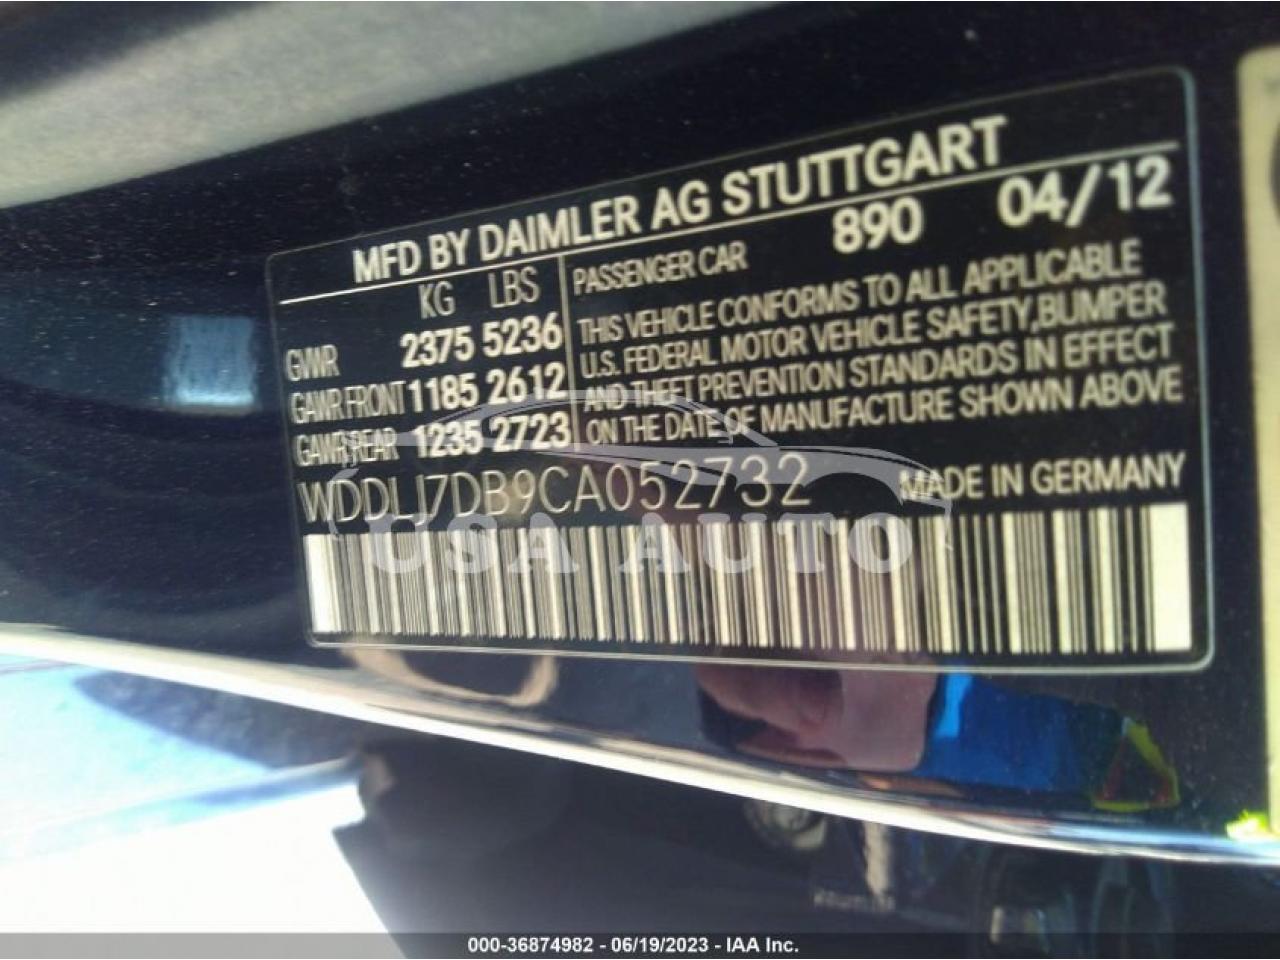 MFD BY DAIMLER AG STUTTGART
KG LBS PASSENGER CAR 890 04/12
GVWR 2375 5236 THIS VEHICLE CONFORMS TO ALL APPLICABLE
U.S. FEDERAL MOTOR VEHICLE SAFETY, BUMPER
GAWR FRONT 1185 2612 AND THEFT PREVENTION STANDARDS IN EFFECT
GAWR REAR 1235 2723 ON THE DATE OF MANUFACTURE SHOWN ABOVE
WDDLJ7DB9CA052732 MADE IN GERMANY
USA AUTO
000-36874982 - 06/19/2023 - IAA Inc.